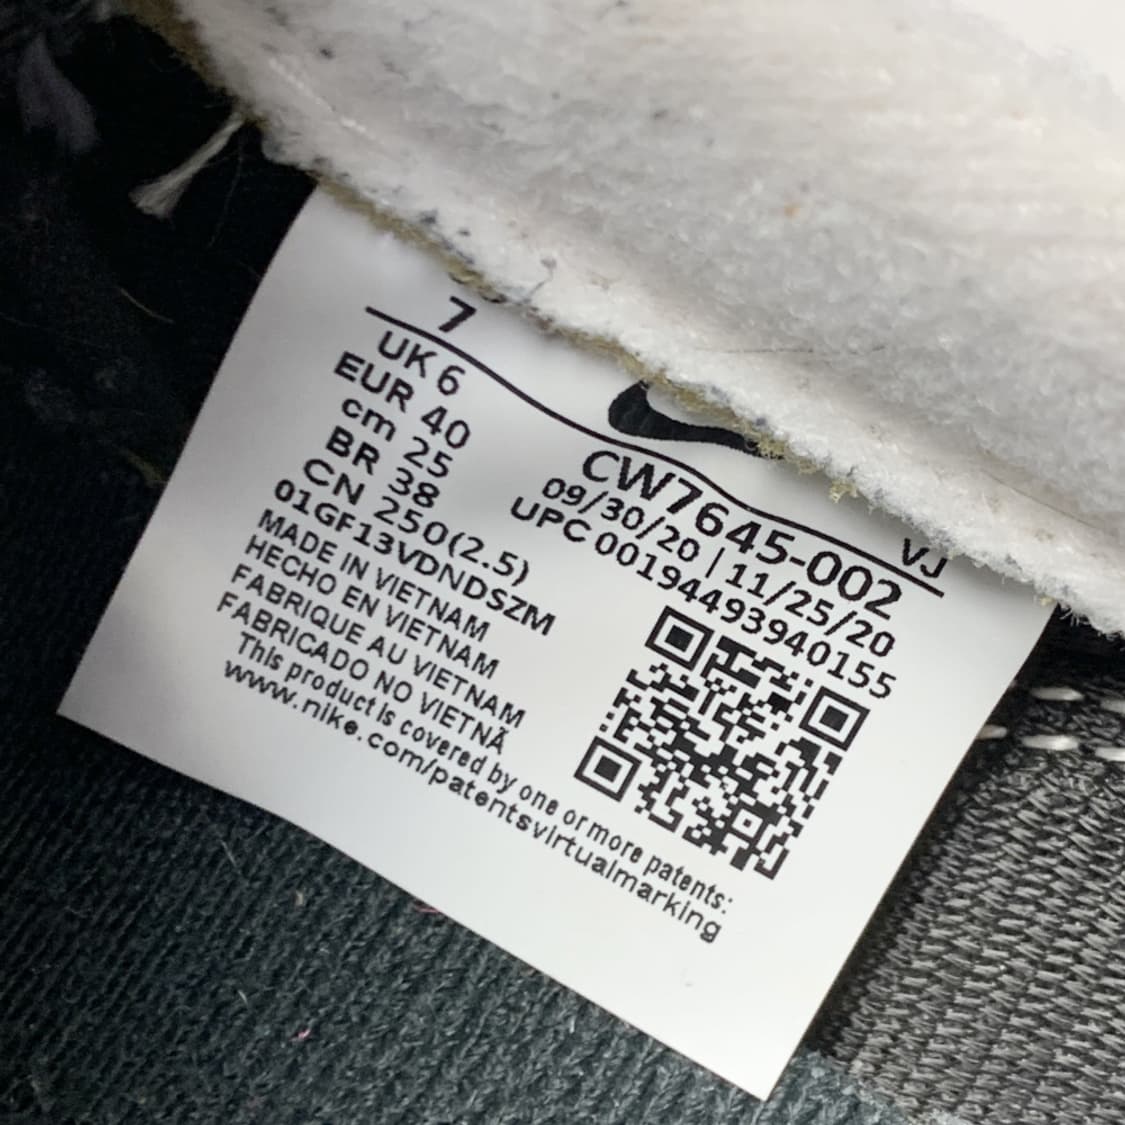 7
UK 6
EUR 40
cm 25
BR 38
CN 250(2.5)
01GF13VDNDSZM
MADE IN VIETNAM
HECHO EN VIETNAM
FABRIQUE AU VIETNAM
FABRICADO NO VIETNÃ
This product is covered by one or more patents:
www.nike.com/patentsvirtualmarking
VJ
CW7645-002
09/30/20 | 11/25/20
UPC 00194493940155